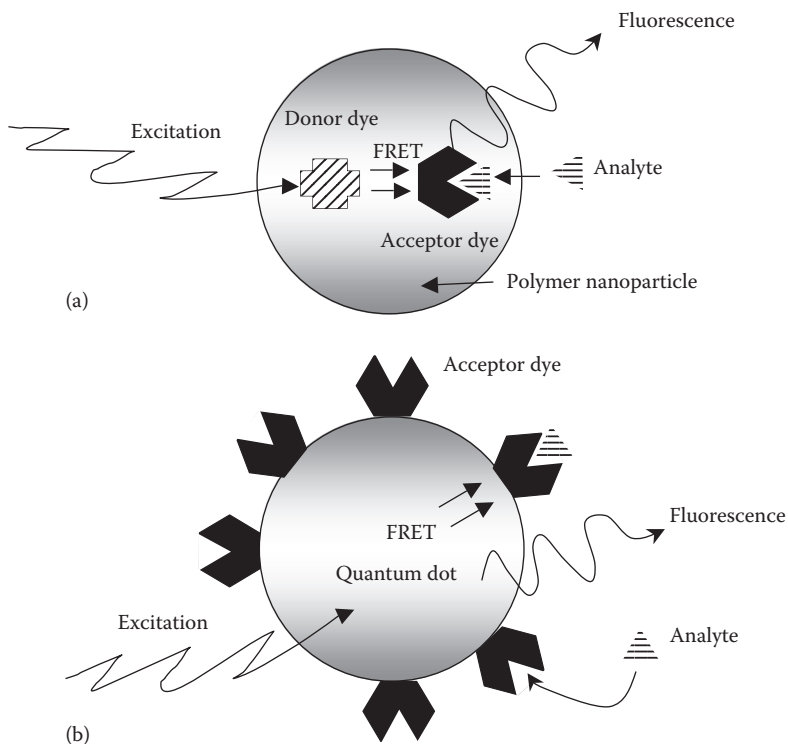 Fluorescence
Excitation
Donor dye
FRET
Analyte
Acceptor dye
Polymer nanoparticle
(a)
Acceptor dye
Fluorescence
FRET
Quantum dot
Excitation
Analyte
(b)